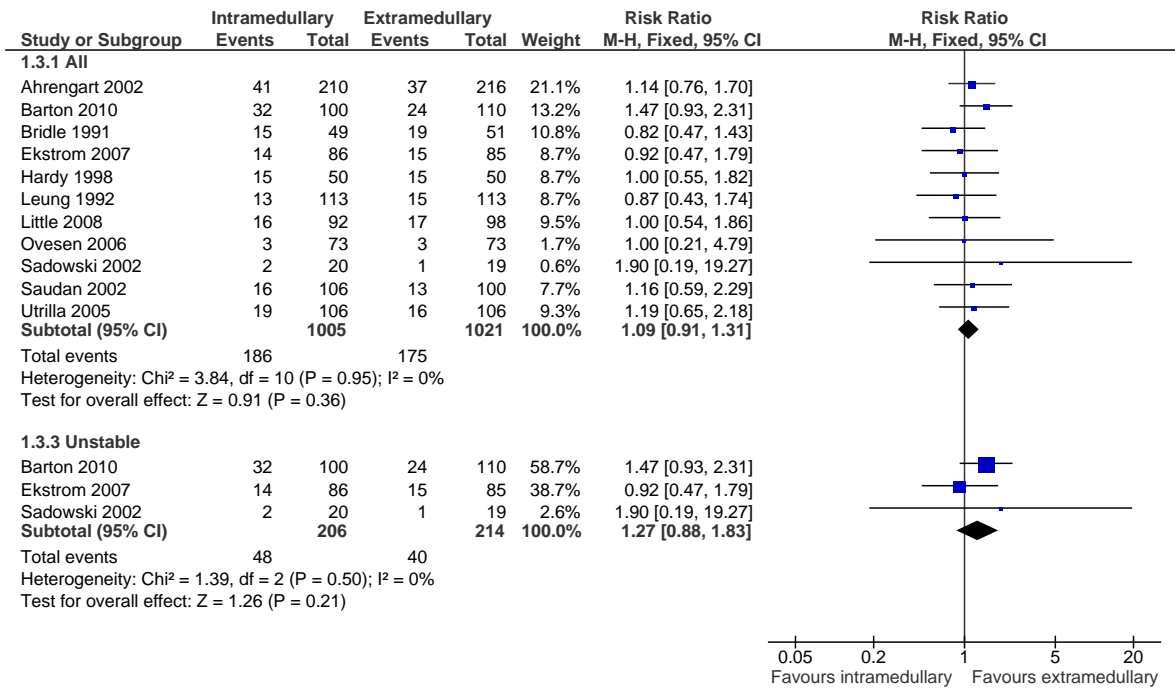 Intramedullary Extramedullary Risk Ratio Risk Ratio
Study or Subgroup Events Total Events Total Weight M-H, Fixed, 95% CI M-H, Fixed, 95% CI
1.3.1 All
Ahrengart 2002 41 210 37 216 21.1% 1.14 [0.76, 1.70]
Barton 2010 32 100 24 110 13.2% 1.47 [0.93, 2.31]
Bridle 1991 15 49 19 51 10.8% 0.82 [0.47, 1.43]
Ekstrom 2007 14 86 15 85 8.7% 0.92 [0.47, 1.79]
Hardy 1998 15 50 15 50 8.7% 1.00 [0.55, 1.82]
Leung 1992 13 113 15 113 8.7% 0.87 [0.43, 1.74]
Little 2008 16 92 17 98 9.5% 1.00 [0.54, 1.86]
Ovesen 2006 3 73 3 73 1.7% 1.00 [0.21, 4.79]
Sadowski 2002 2 20 1 19 0.6% 1.90 [0.19, 19.27]
Saudan 2002 16 106 13 100 7.7% 1.16 [0.59, 2.29]
Utrilla 2005 19 106 16 106 9.3% 1.19 [0.65, 2.18]
Subtotal (95% CI) 1005 1021 100.0% 1.09 [0.91, 1.31]
Total events 186 175
Heterogeneity: Chi² = 3.84, df = 10 (P = 0.95); I² = 0%
Test for overall effect: Z = 0.91 (P = 0.36)
1.3.3 Unstable
Barton 2010 32 100 24 110 58.7% 1.47 [0.93, 2.31]
Ekstrom 2007 14 86 15 85 38.7% 0.92 [0.47, 1.79]
Sadowski 2002 2 20 1 19 2.6% 1.90 [0.19, 19.27]
Subtotal (95% CI) 206 214 100.0% 1.27 [0.88, 1.83]
Total events 48 40
Heterogeneity: Chi² = 1.39, df = 2 (P = 0.50); I² = 0%
Test for overall effect: Z = 1.26 (P = 0.21)
0.05 0.2 1 5 20
Favours intramedullary Favours extramedullary